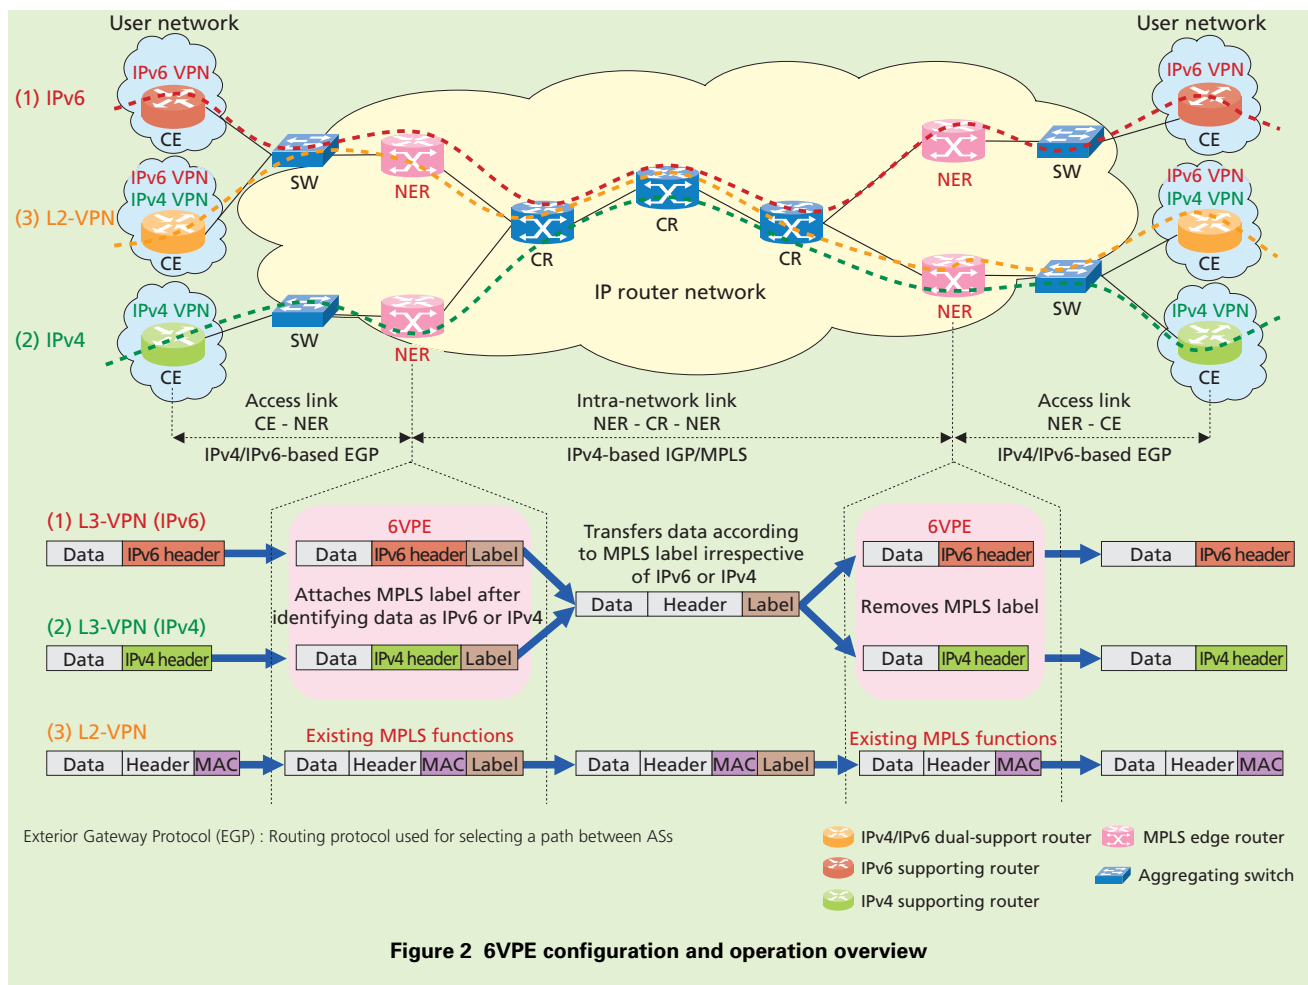 User network
User network
IPv6 VPN
IPv6 VPN
(1) IPv6
CE
CE
SW
NER
NER
SW
IPv6 VPN
IPv4 VPN
IPv6 VPN
IPv4 VPN
(3) L2-VPN
CR
CR
CR
CE
CE
IP router network
IPv4 VPN
IPv4 VPN
(2) IPv4
SW
NER
NER
SW
CE
CE
Access link
CE - NER
IPv4/IPv6-based EGP
Intra-network link
NER - CR - NER
IPv4-based IGP/MPLS
Access link
NER - CE
IPv4/IPv6-based EGP
(1) L3-VPN (IPv6)
Data IPv6 header
6VPE
Data IPv6 header Label
Attaches MPLS label after
identifying data as IPv6 or IPv4
Transfers data according
to MPLS label irrespective
of IPv6 or IPv4
Data Header Label
6VPE
Data IPv6 header
Removes MPLS label
Data IPv6 header
(2) L3-VPN (IPv4)
Data IPv4 header
Data IPv4 header Label
Data IPv4 header
Data IPv4 header
(3) L2-VPN
Existing MPLS functions
Existing MPLS functions
Data Header MAC
Data Header MAC Label
Data Header MAC Label
Data Header MAC
Data Header MAC
Exterior Gateway Protocol (EGP) : Routing protocol used for selecting a path between ASs
IPv4/IPv6 dual-support router
MPLS edge router
IPv6 supporting router
Aggregating switch
IPv4 supporting router
Figure 2 6VPE configuration and operation overview